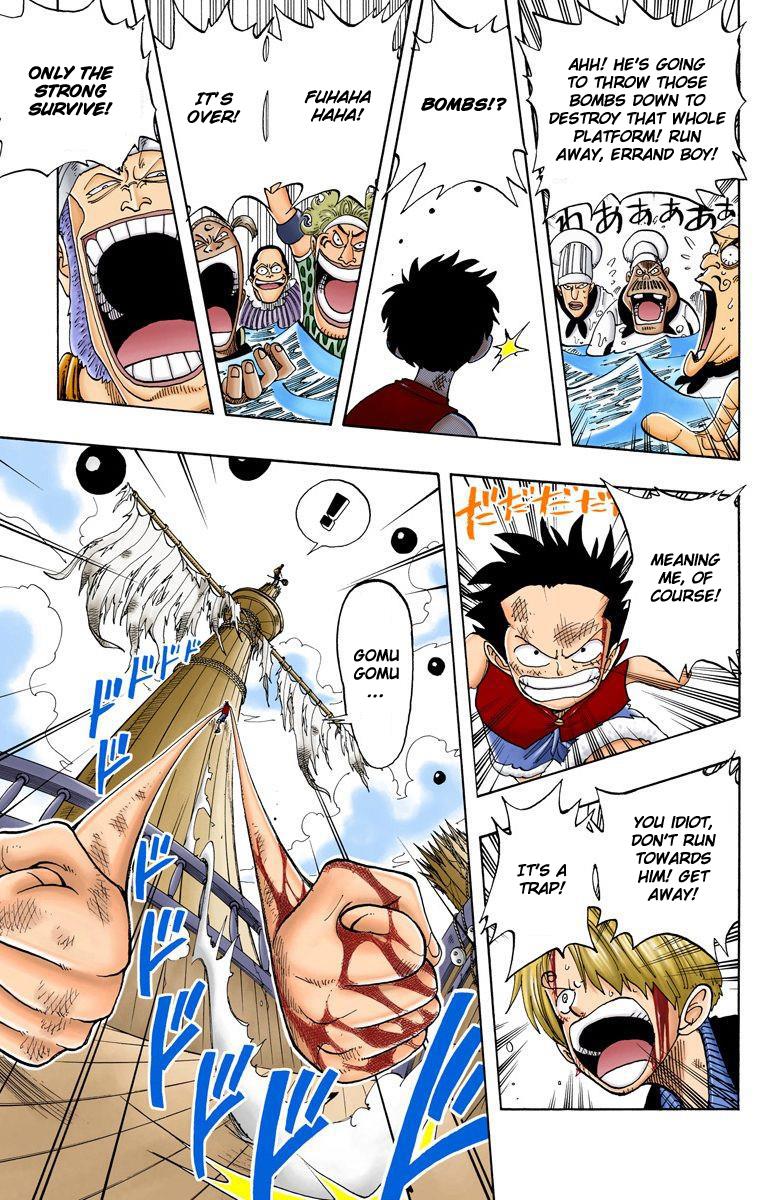 AHH! HE'S GOING
TO THROW THOSE
BOMBS DOWN TO
DESTROY THAT WHOLE
PLATFORM! RUN
AWAY, ERRAND BOY!
わあああああ
BOMBS!?
FUHAHA
HAHA!
IT'S
OVER!
ONLY THE
STRONG
SURVIVE!
だだだだだ
MEANING
ME, OF
COURSE!
YOU IDIOT,
DON'T RUN
TOWARDS
HIM! GET
AWAY!
IT'S A
TRAP!
!
GOMU
GOMU
...
ドドドド
ドド
ドドド
ドドドド